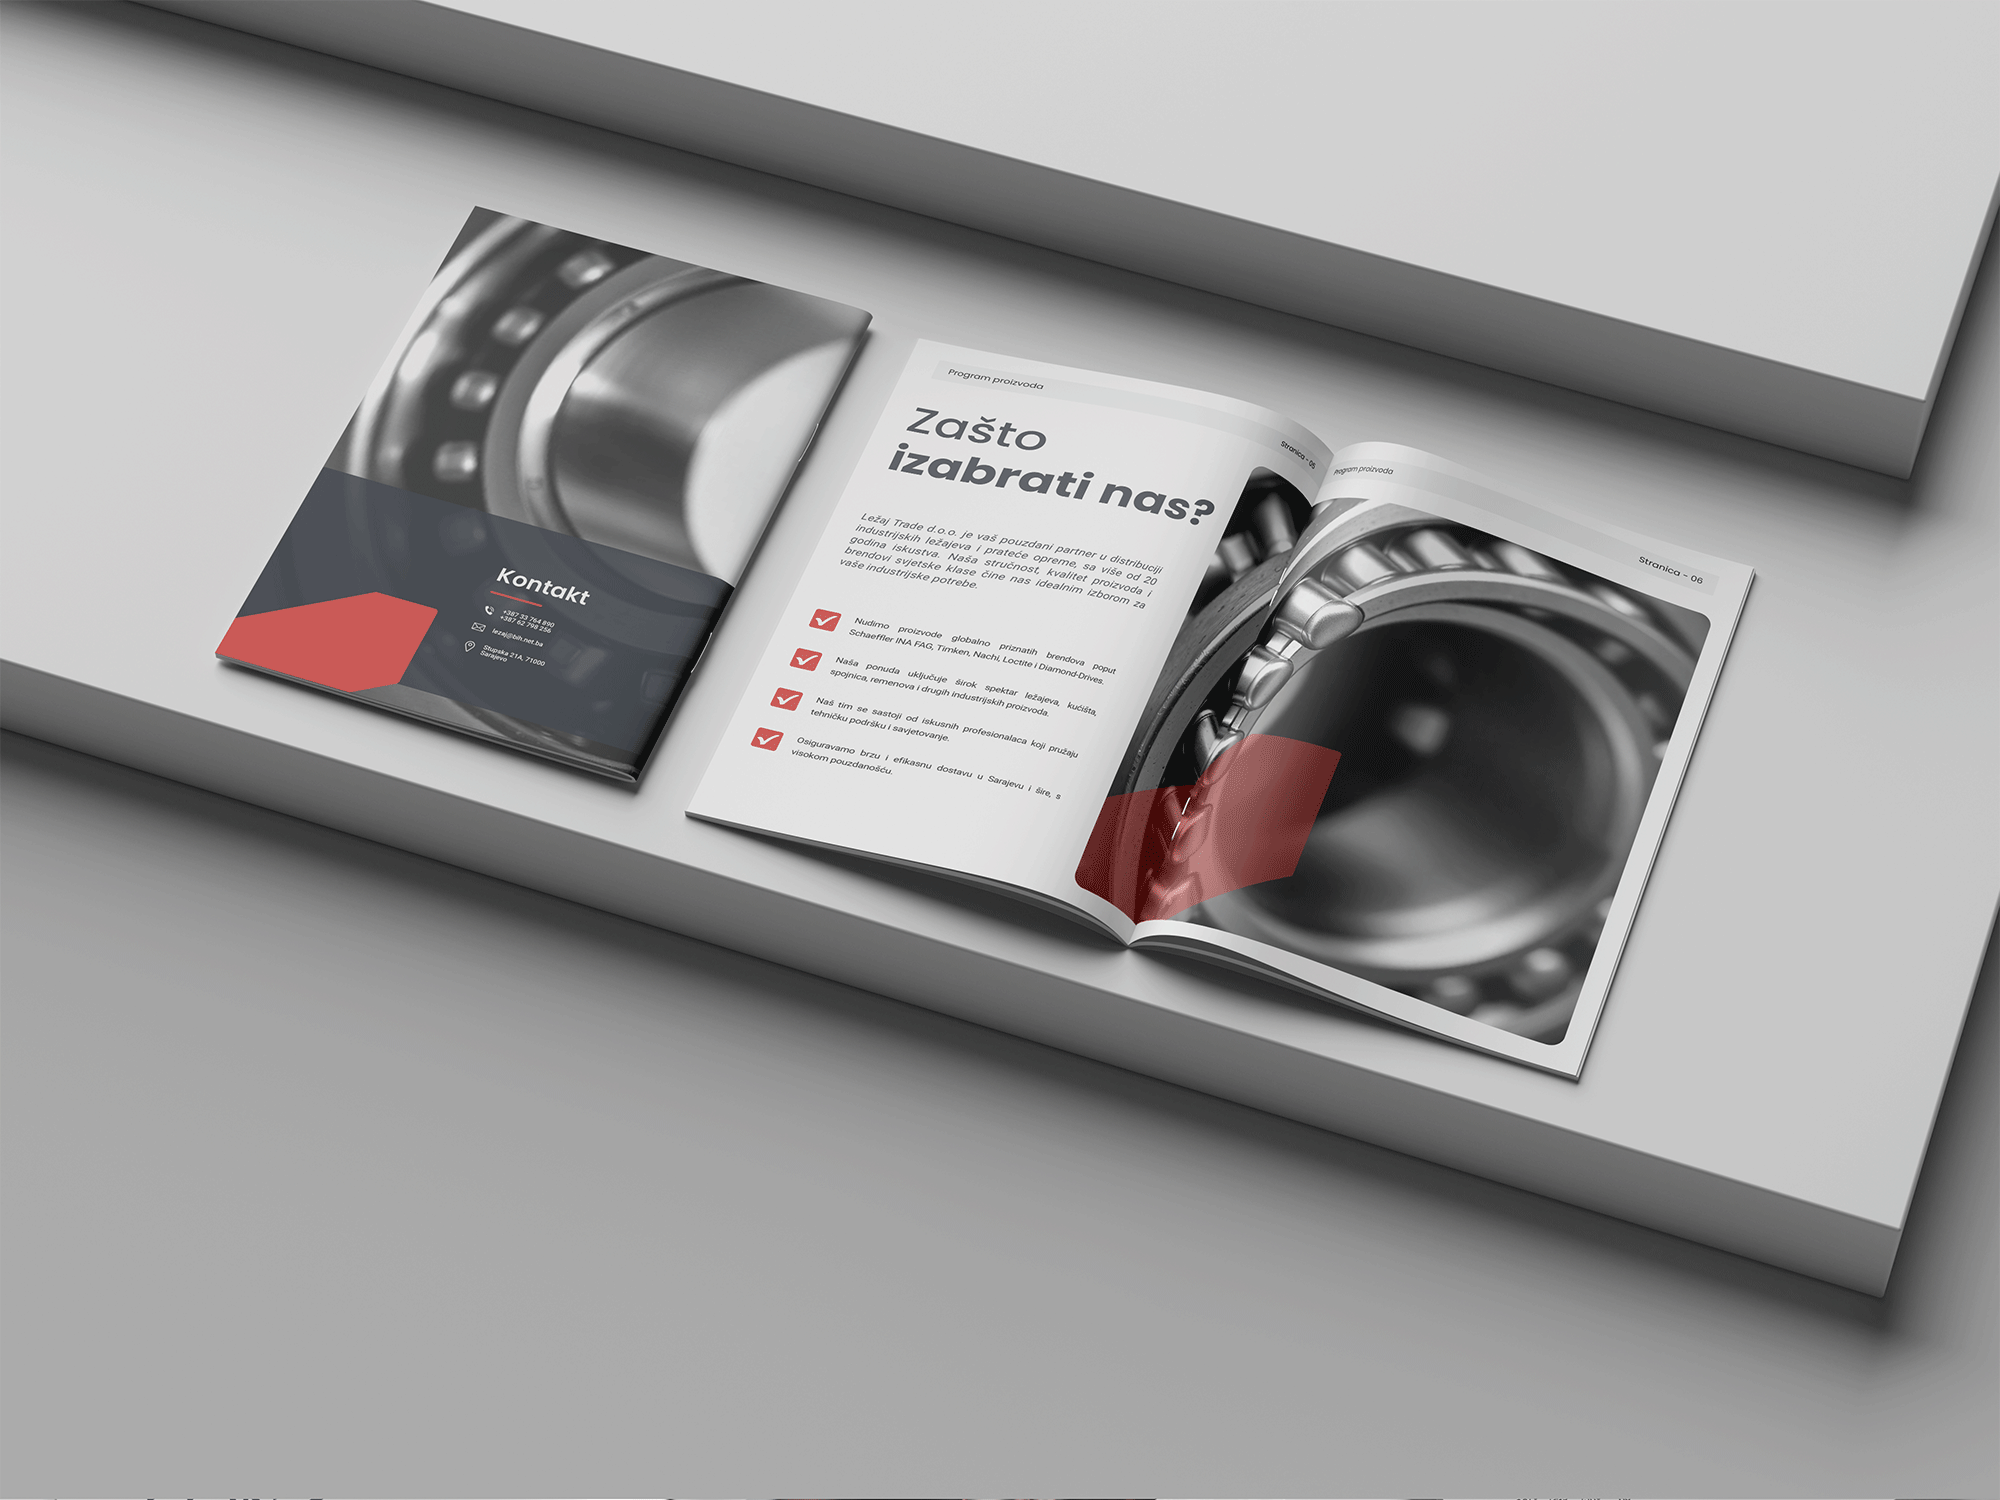 Kontakt
+387 33 764 890
+387 62 798 256
lezaj@bih.net.ba
Stupska 21A, 71000
Sarajevo
Program proizvoda
Stranica - 05
Zašto
izabrati nas?
Ležaj Trade d.o.o. je vaš pouzdani partner u distribuciji
industrijskih ležajeva i prateće opreme, sa više od 20
godina iskustva. Naša stručnost, kvalitet proizvoda i
brendovi svjetske klase čine nas idealnim izborom za
vaše industrijske potrebe.
Nudimo proizvode globalno priznatih brendova poput
Schaeffler INA FAG, Timken, Nachi, Loctite i Diamond-Drives.
Naša ponuda uključuje širok spektar ležajeva, kućišta,
spojnica, remenova i drugih industrijskih proizvoda.
Naš tim se sastoji od iskusnih profesionalaca koji pružaju
tehničku podršku i savjetovanje.
Osiguravamo brzu i efikasnu dostavu u Sarajevu i šire, s
visokom pouzdanošću.
Program proizvoda
Stranica - 06